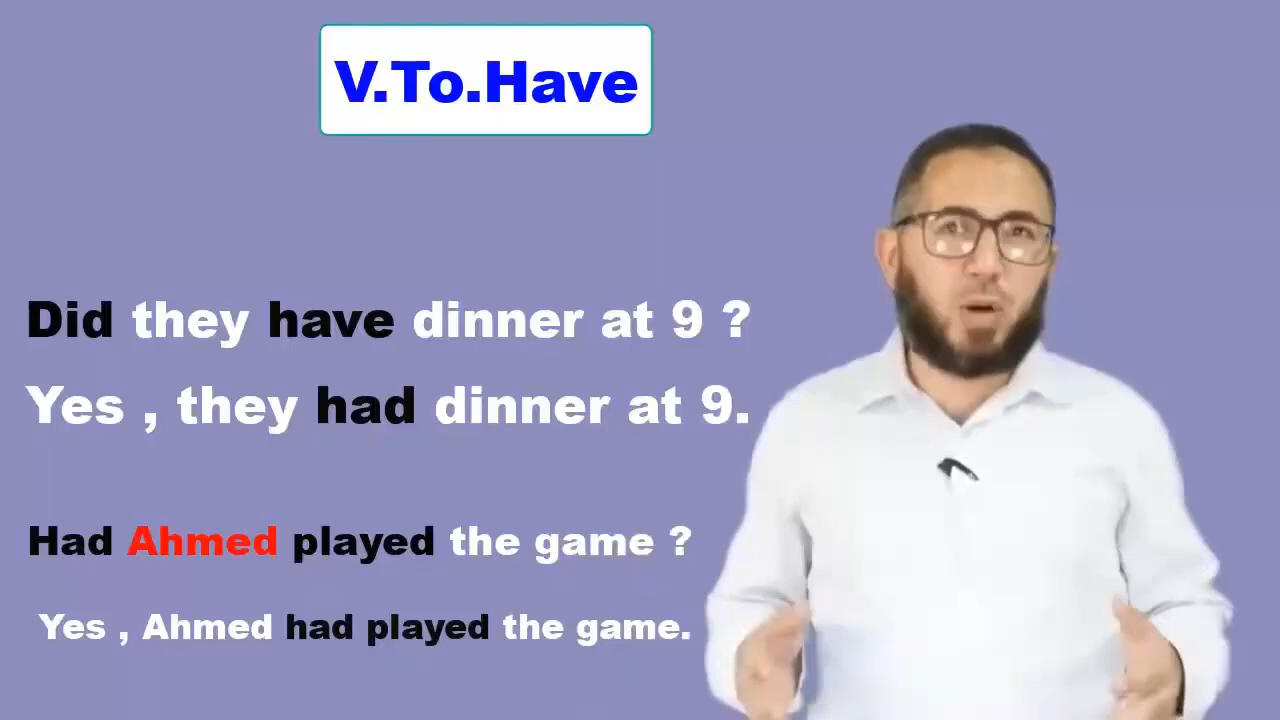 V.To.Have
Did they have dinner at 9 ?
Yes , they had dinner at 9.
Had Ahmed played the game ?
Yes , Ahmed had played the game.